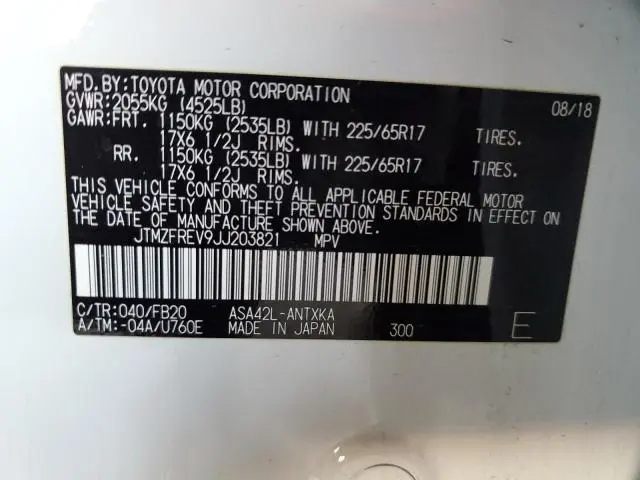 MFD.BY:TOYOTA MOTOR CORPORATION 08/18
GVWR:2055KG (4525LB)
GAWR:FRT. 1150KG (2535LB) WITH 225/65R17 TIRES.
17X6 1/2J RIMS.
RR. 1150KG (2535LB) WITH 225/65R17 TIRES.
17X6 1/2J RIMS.
THIS VEHICLE CONFORMS TO ALL APPLICABLE FEDERAL MOTOR
VEHICLE SAFETY AND THEFT PREVENTION STANDARDS IN EFFECT ON
THE DATE OF MANUFACTURE SHOWN ABOVE.
JTMZFREV9JJ203821 MPV
C/TR:040/FB20 ASA42L-ANTXKA
A/TM:-04A/U760E MADE IN JAPAN 300 E